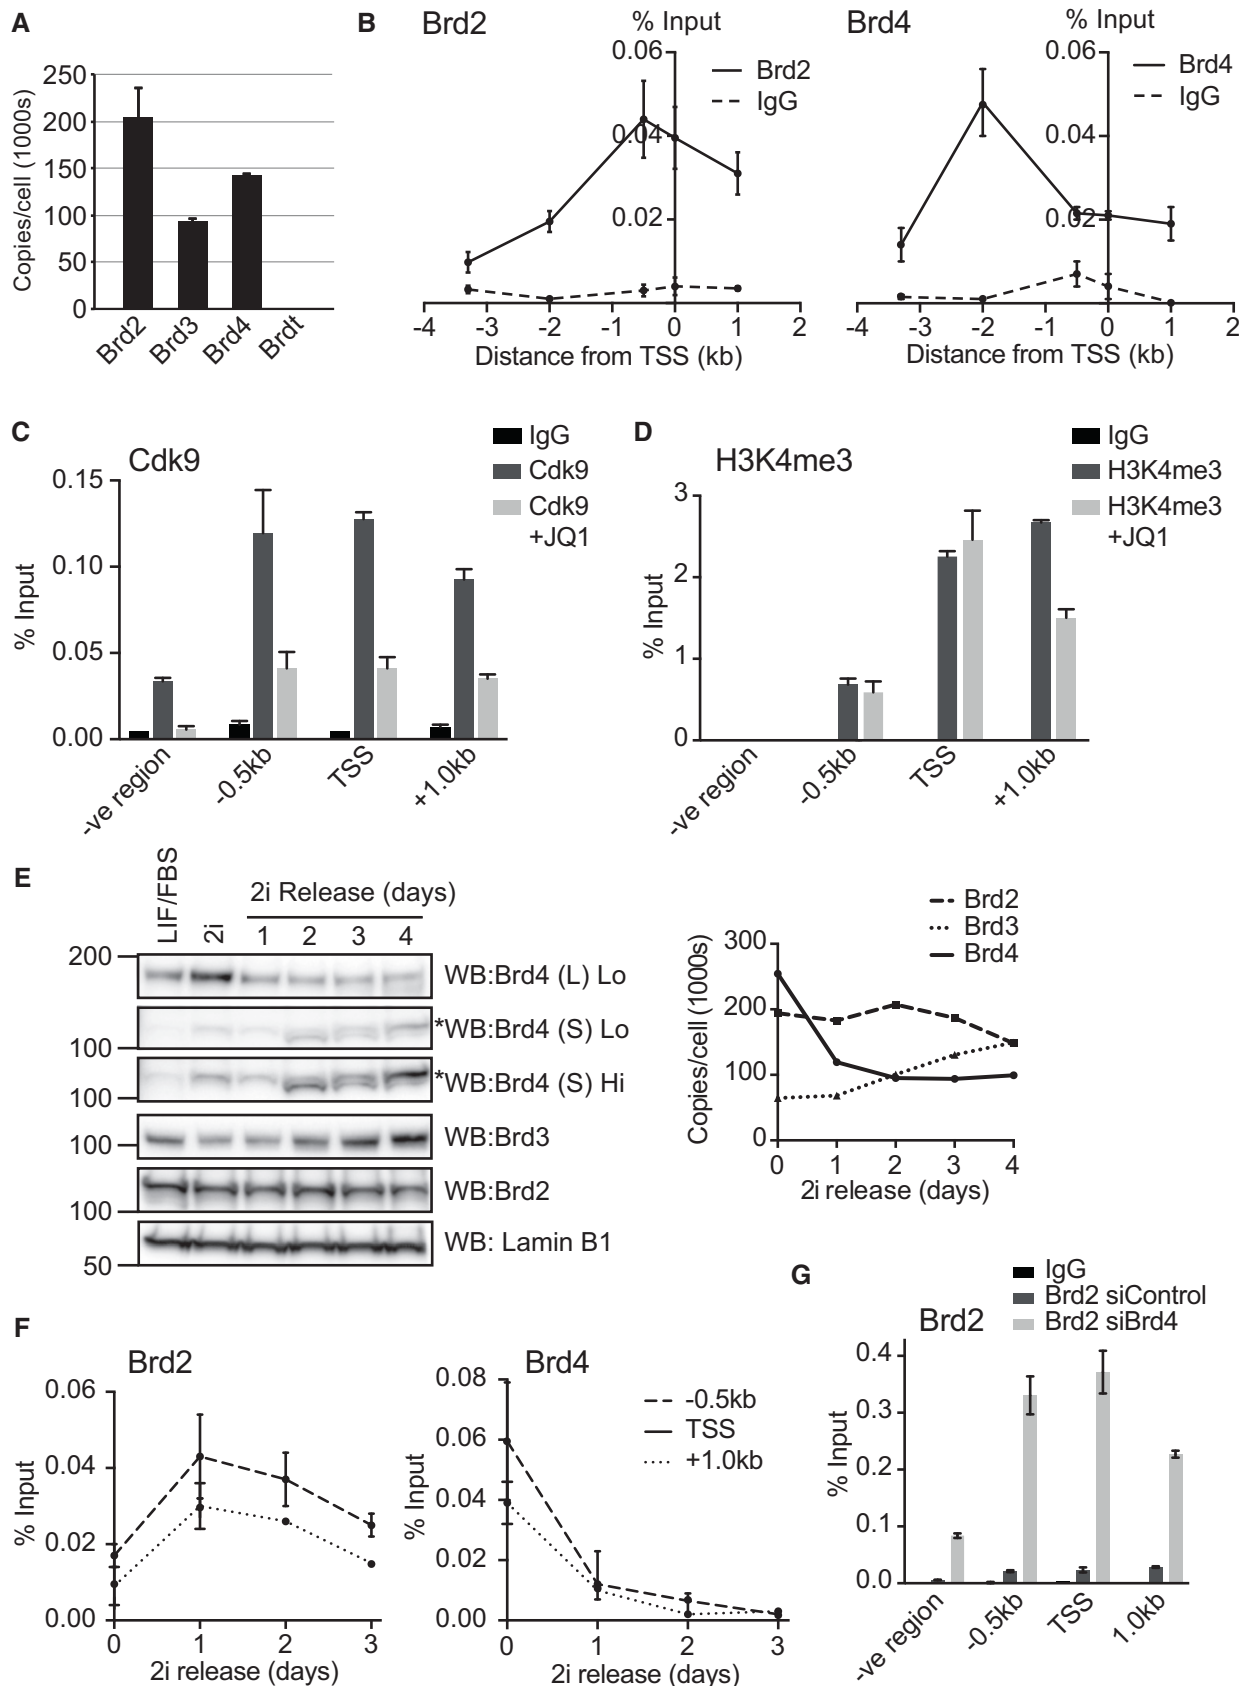 A
Copies/cell (1000s)
250
200
150
100
50
0
Brd2
Brd3
Brd4
Brdt
B
Brd2
% Input
0.06
0.04
0.02
Brd2
IgG
-4
-3
-2
-1
0
1
2
Distance from TSS (kb)
Brd4
% Input
0.06
0.04
0.02
Brd4
IgG
-4
-3
-2
-1
0
1
2
Distance from TSS (kb)
C
Cdk9
IgG
Cdk9
Cdk9
+JQ1
% Input
0.15
0.10
0.05
0.00
-ve region
-0.5kb
TSS
+1.0kb
D
H3K4me3
IgG
H3K4me3
H3K4me3
+JQ1
% Input
3
2
1
0
-ve region
-0.5kb
TSS
+1.0kb
E
LIF/FBS
2i
2i Release (days)
1 2 3 4
200
WB:Brd4 (L) Lo
*WB:Brd4 (S) Lo
100
*WB:Brd4 (S) Hi
100
WB:Brd3
100
WB:Brd2
100
WB: Lamin B1
50
Brd2
Brd3
Brd4
Copies/cell (1000s)
300
200
100
0
0 1 2 3 4
2i release (days)
F
Brd2
% Input
0.06
0.04
0.02
0.00
0 1 2 3
2i release (days)
Brd4
% Input
0.08
0.06
0.04
0.02
0.00
-0.5kb
TSS
+1.0kb
0 1 2 3
2i release (days)
G
Brd2
IgG
Brd2 siControl
Brd2 siBrd4
% Input
0.4
0.3
0.2
0.1
0.0
-ve region
-0.5kb
TSS
1.0kb